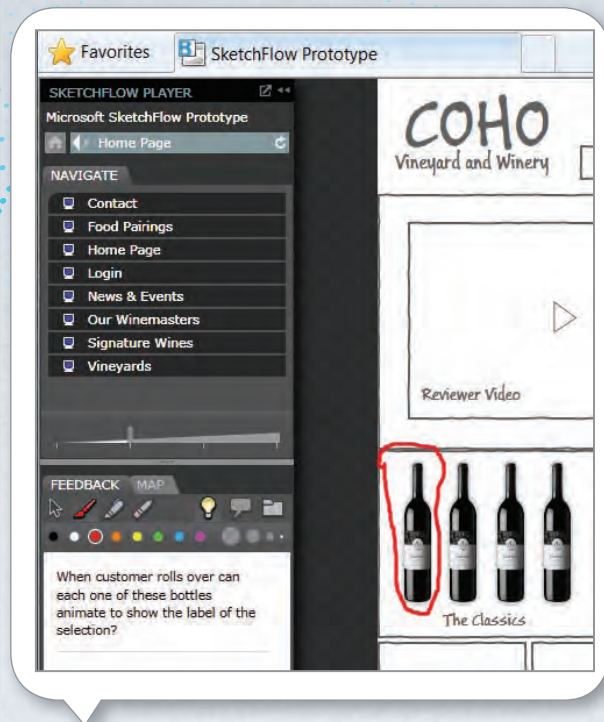 Favorites
SketchFlow Prototype
SKETCHFLOW PLAYER
Microsoft SketchFlow Prototype
Home Page
NAVIGATE
Contact
Food Pairings
Home Page
Login
News & Events
Our Winemasters
Signature Wines
Vineyards
FEEDBACK MAP
When customer rolls over can
each one of these bottles
animate to show the label of the
selection?
COHO
Vineyard and Winery
Reviewer Video
The Classics